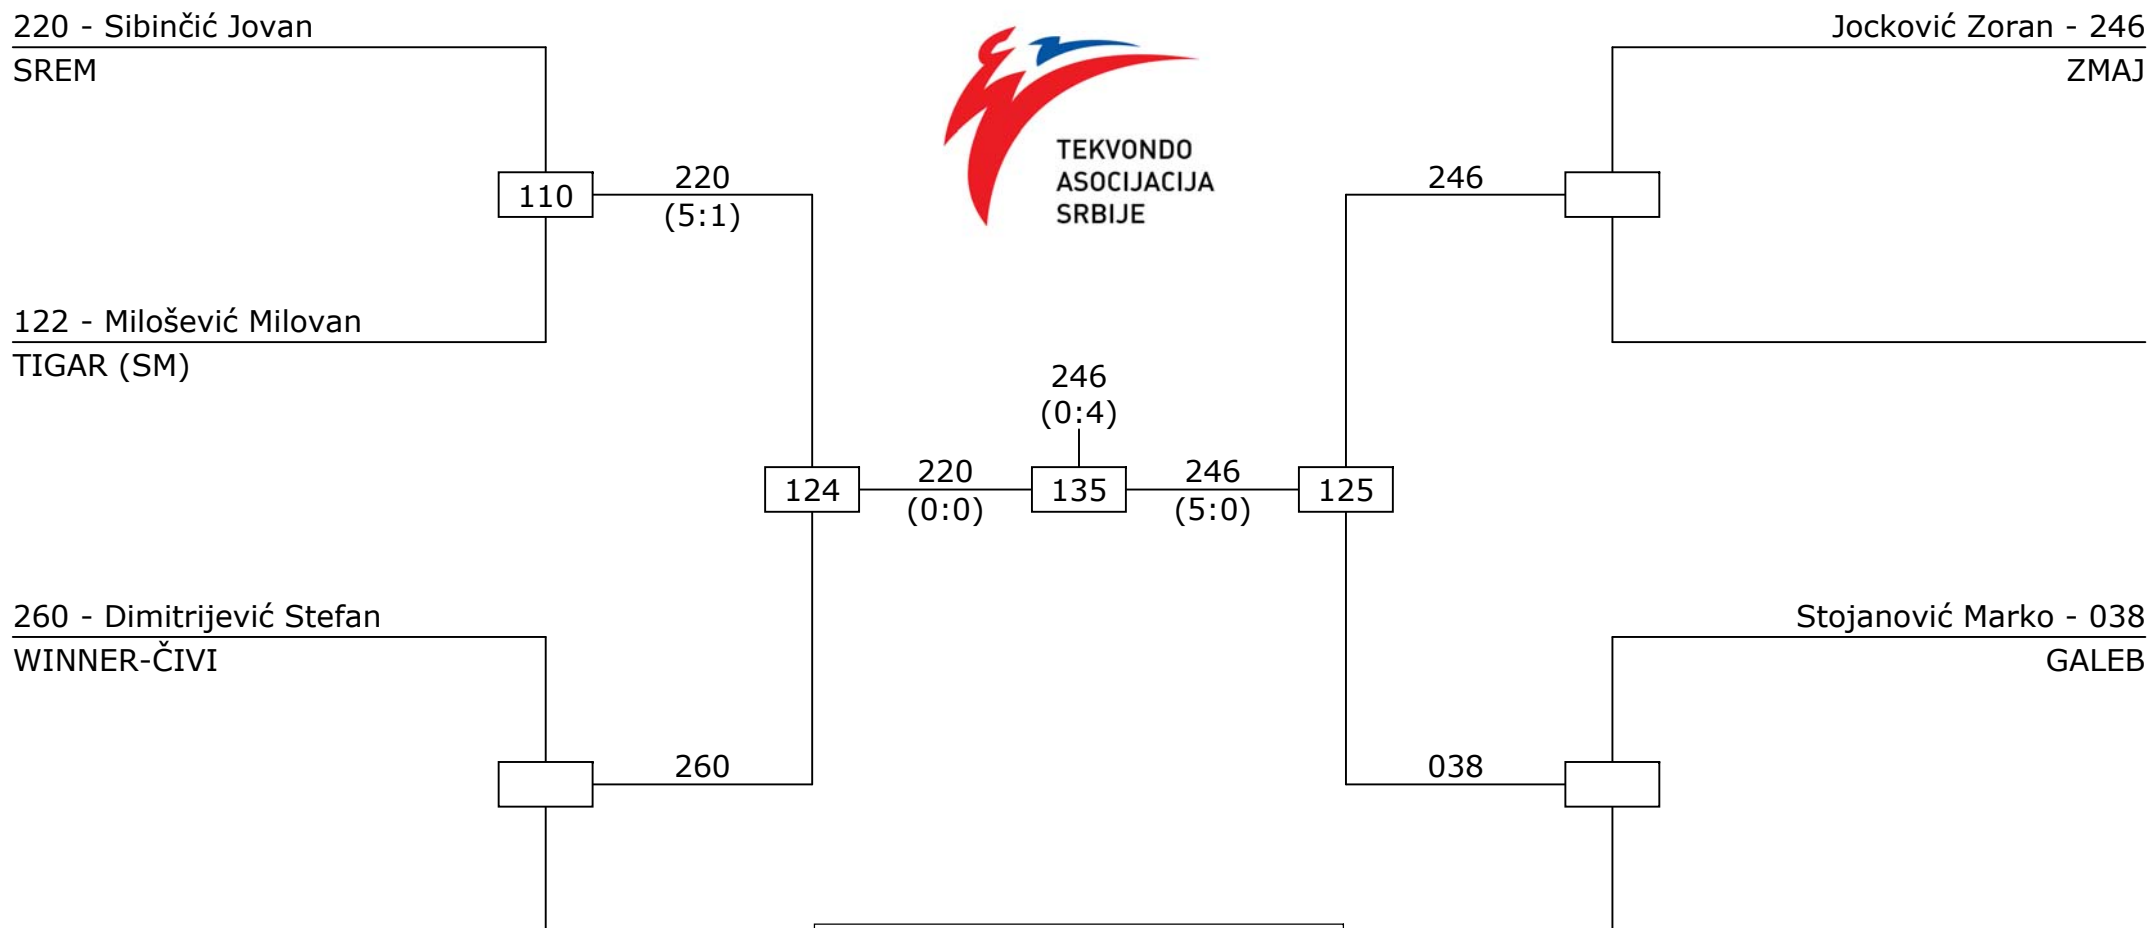 220 - Sibinčić Jovan
SREM
Jocković Zoran - 246
ZMAJ
TEKVONDO
ASOCIJACIJA
SRBIJE
110
220
(5:1)
246
122 - Milošević Milovan
TIGAR (SM)
246
(0:4)
124
220
(0:0)
135
246
(5:0)
125
260 - Dimitrijević Stefan
WINNER-ČIVI
Stojanović Marko - 038
GALEB
260
038